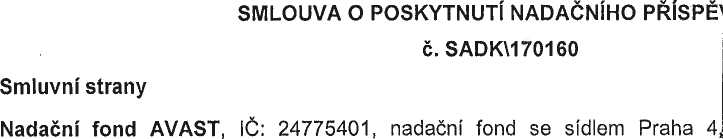 SMLOUVA O POSKYTNUTÍ NADAČNÍHO PŘÍSPĚ
č. SADK\170160
Smluvní strany
Nadační fond AVAST, IČ: 24775401, nadační fond se sídlem Praha 4,